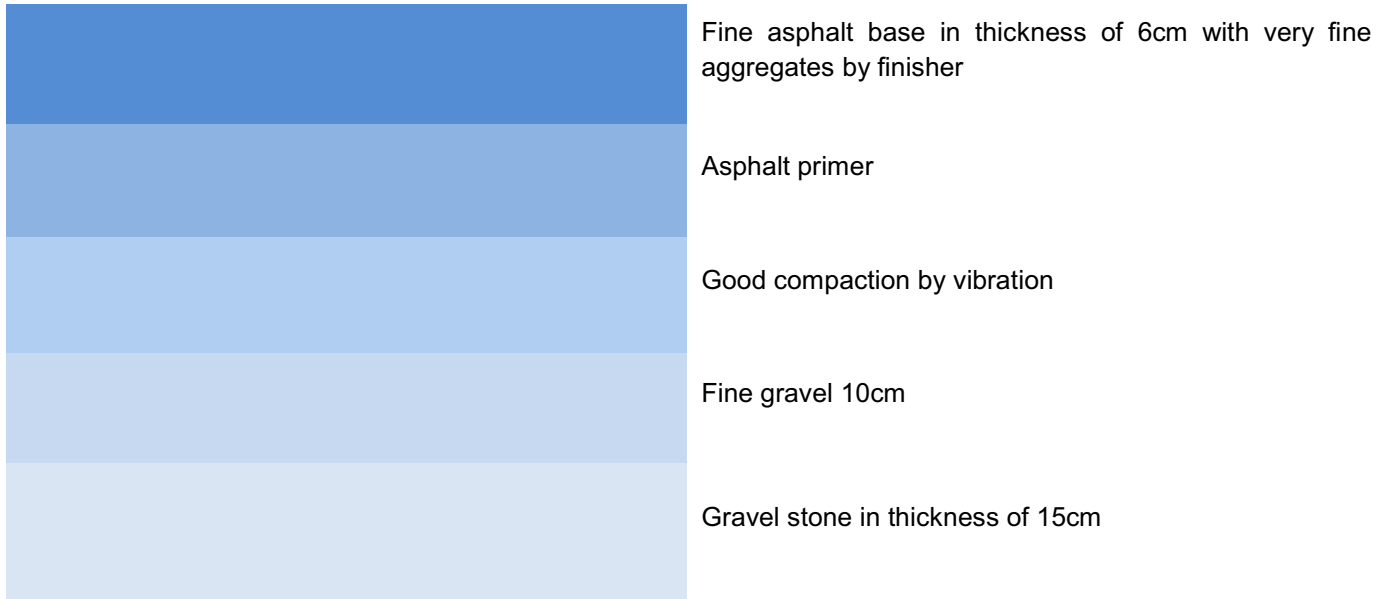 Fine asphalt base in thickness of 6cm with very fine
aggregates by finisher
Asphalt primer
Good compaction by vibration
Fine gravel 10cm
Gravel stone in thickness of 15cm